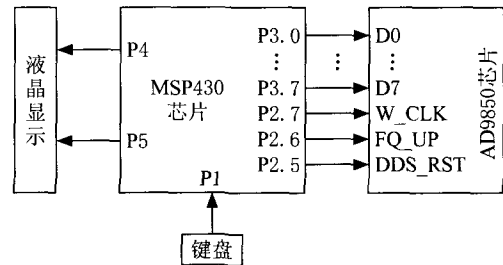 液晶显示
P4
P5
MSP430
芯片
P1
P3.0
⋮
P3.7
P2.7
P2.6
P2.5
⋮
D0
⋮
D7
W_CLK
FQ_UP
DDS_RST
AD9850芯片
键盘